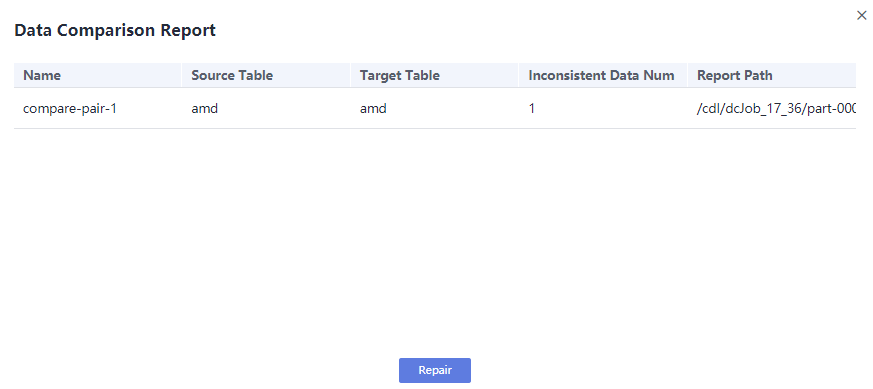 Data Comparison Report
Name Source Table Target Table Inconsistent Data Num Report Path
compare-pair-1 amd amd 1 /cdl/dcJob_17_36/part-000
Repair